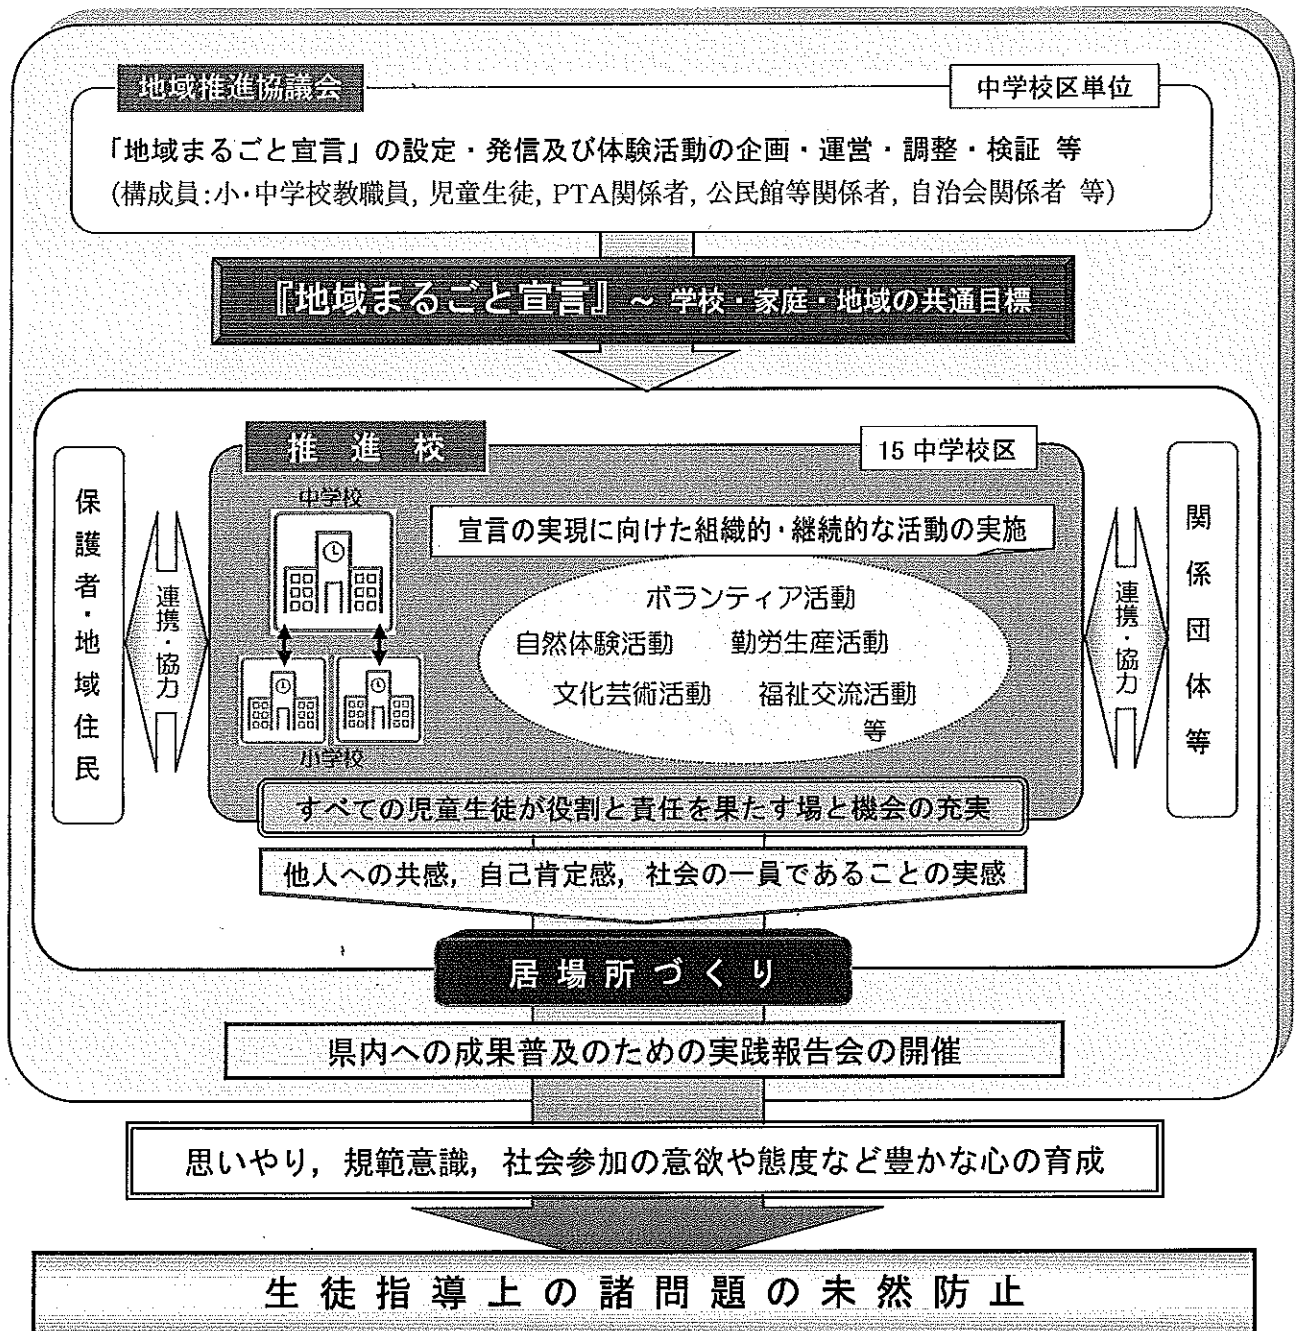 地域推進協議会
中学校区単位
「地域まるごと宣言」の設定・発信及び体験活動の企画・運営・調整・検証 等
(構成員:小・中学校教職員, 児童生徒, PTA関係者, 公民館等関係者, 自治会関係者 等)
『地域まるごと宣言』 ~ 学校・家庭・地域の共通目標
推進校
15 中学校区
保護者・地域住民
連携・協力
中学校
小学校
宣言の実現に向けた組織的・継続的な活動の実施
ボランティア活動
自然体験活動 勤労生産活動
文化芸術活動 福祉交流活動
等
連携・協力
関係団体等
すべての児童生徒が役割と責任を果たす場と機会の充実
他人への共感, 自己肯定感, 社会の一員であることの実感
居場所づくり
県内への成果普及のための実践報告会の開催
思いやり, 規範意識, 社会参加の意欲や態度など豊かな心の育成
生徒指導上の諸問題の未然防止